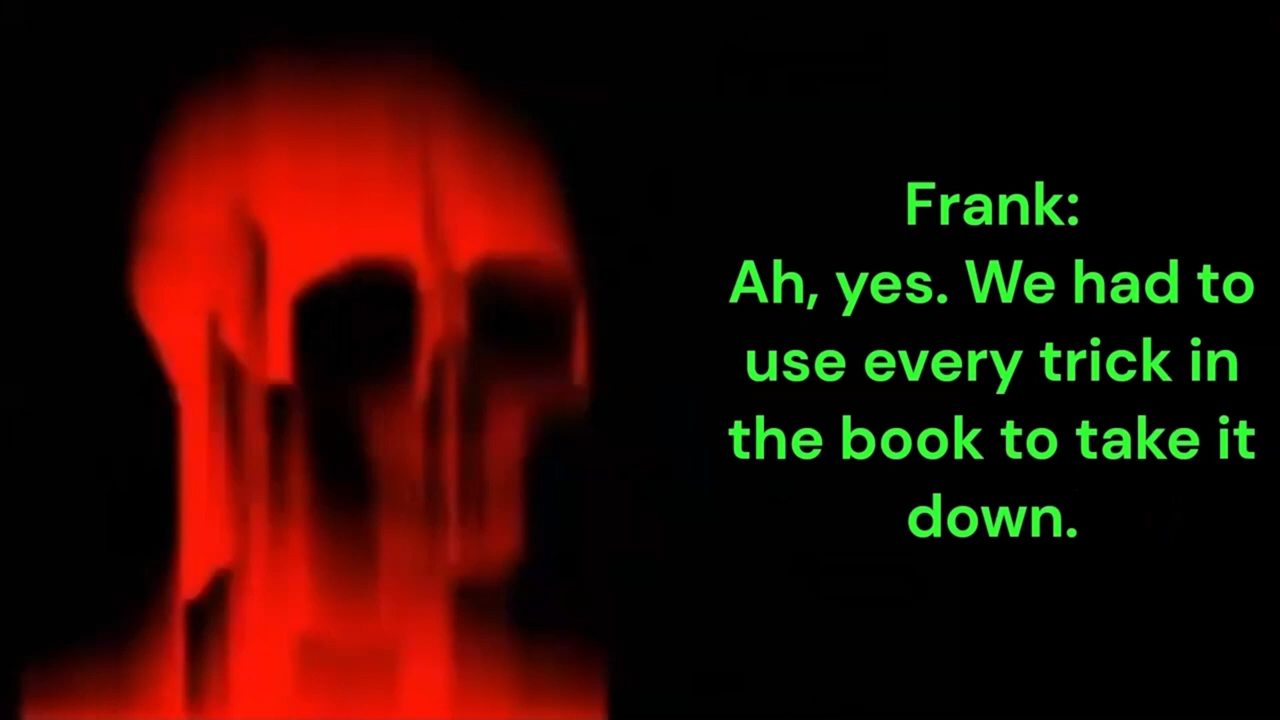 Frank:
Ah, yes. We had to
use every trick in
the book to take it
down.